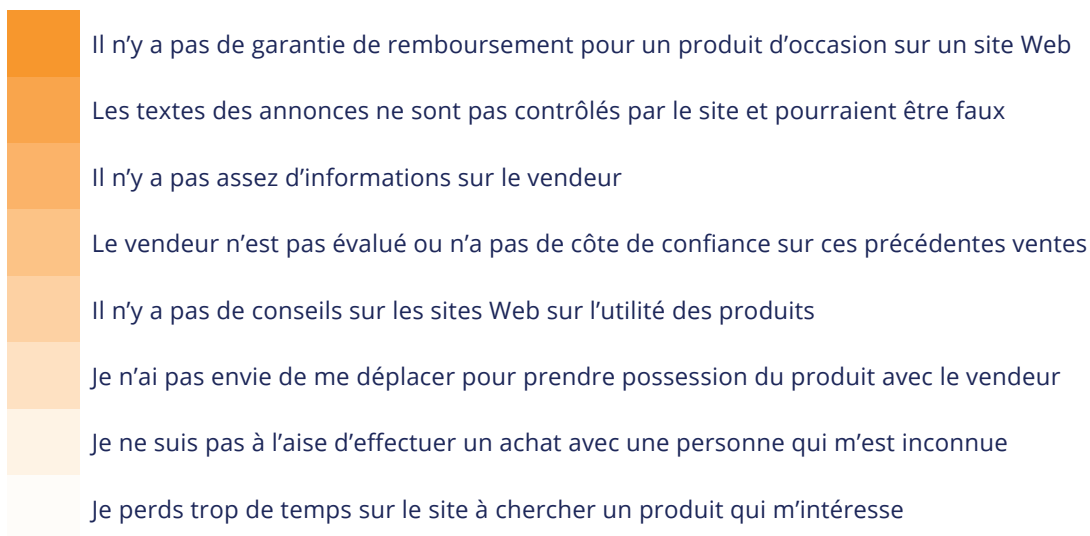 Il n’y a pas de garantie de remboursement pour un produit d’occasion sur un site Web
Les textes des annonces ne sont pas contrôlés par le site et pourraient être faux
Il n’y a pas assez d’informations sur le vendeur
Le vendeur n’est pas évalué ou n’a pas de côte de confiance sur ces précédentes ventes
Il n’y a pas de conseils sur les sites Web sur l’utilité des produits
Je n’ai pas envie de me déplacer pour prendre possession du produit avec le vendeur
Je ne suis pas à l’aise d’effectuer un achat avec une personne qui m’est inconnue
Je perds trop de temps sur le site à chercher un produit qui m’intéresse